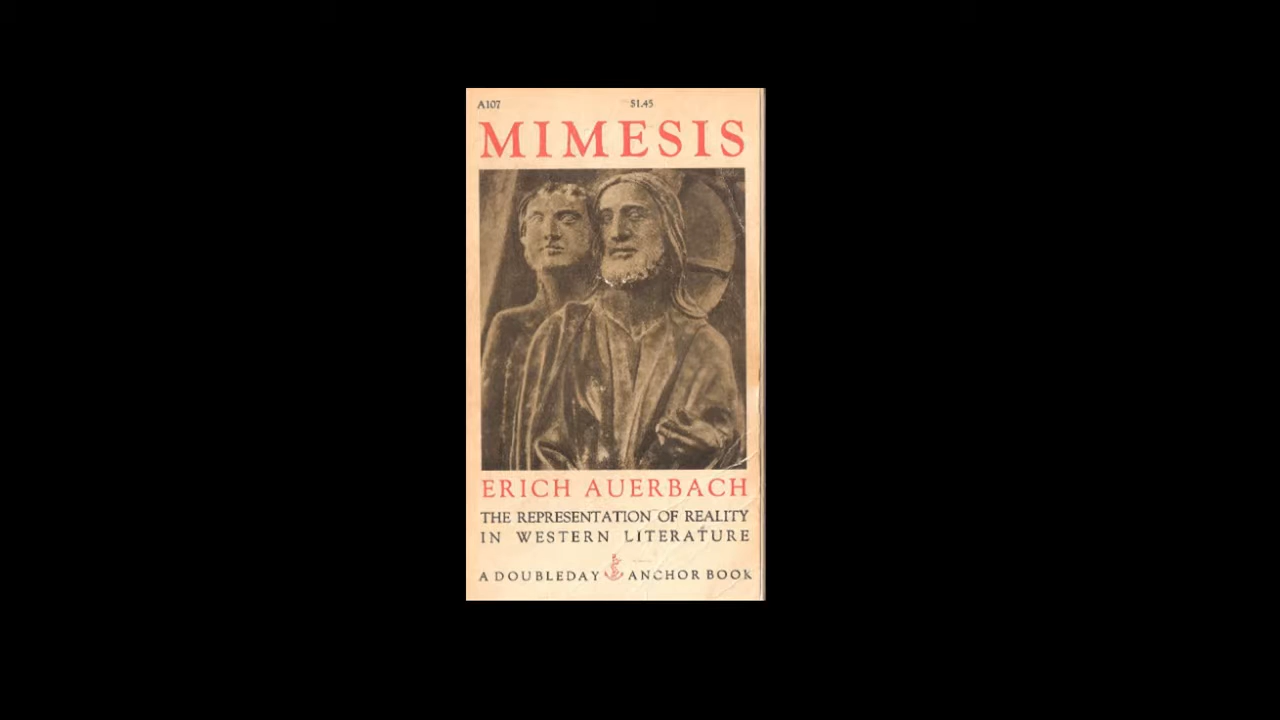 A107 $1.45
MIMESIS
ERICH AUERBACH
THE REPRESENTATION OF REALITY
IN WESTERN LITERATURE
A DOUBLEDAY ANCHOR BOOK